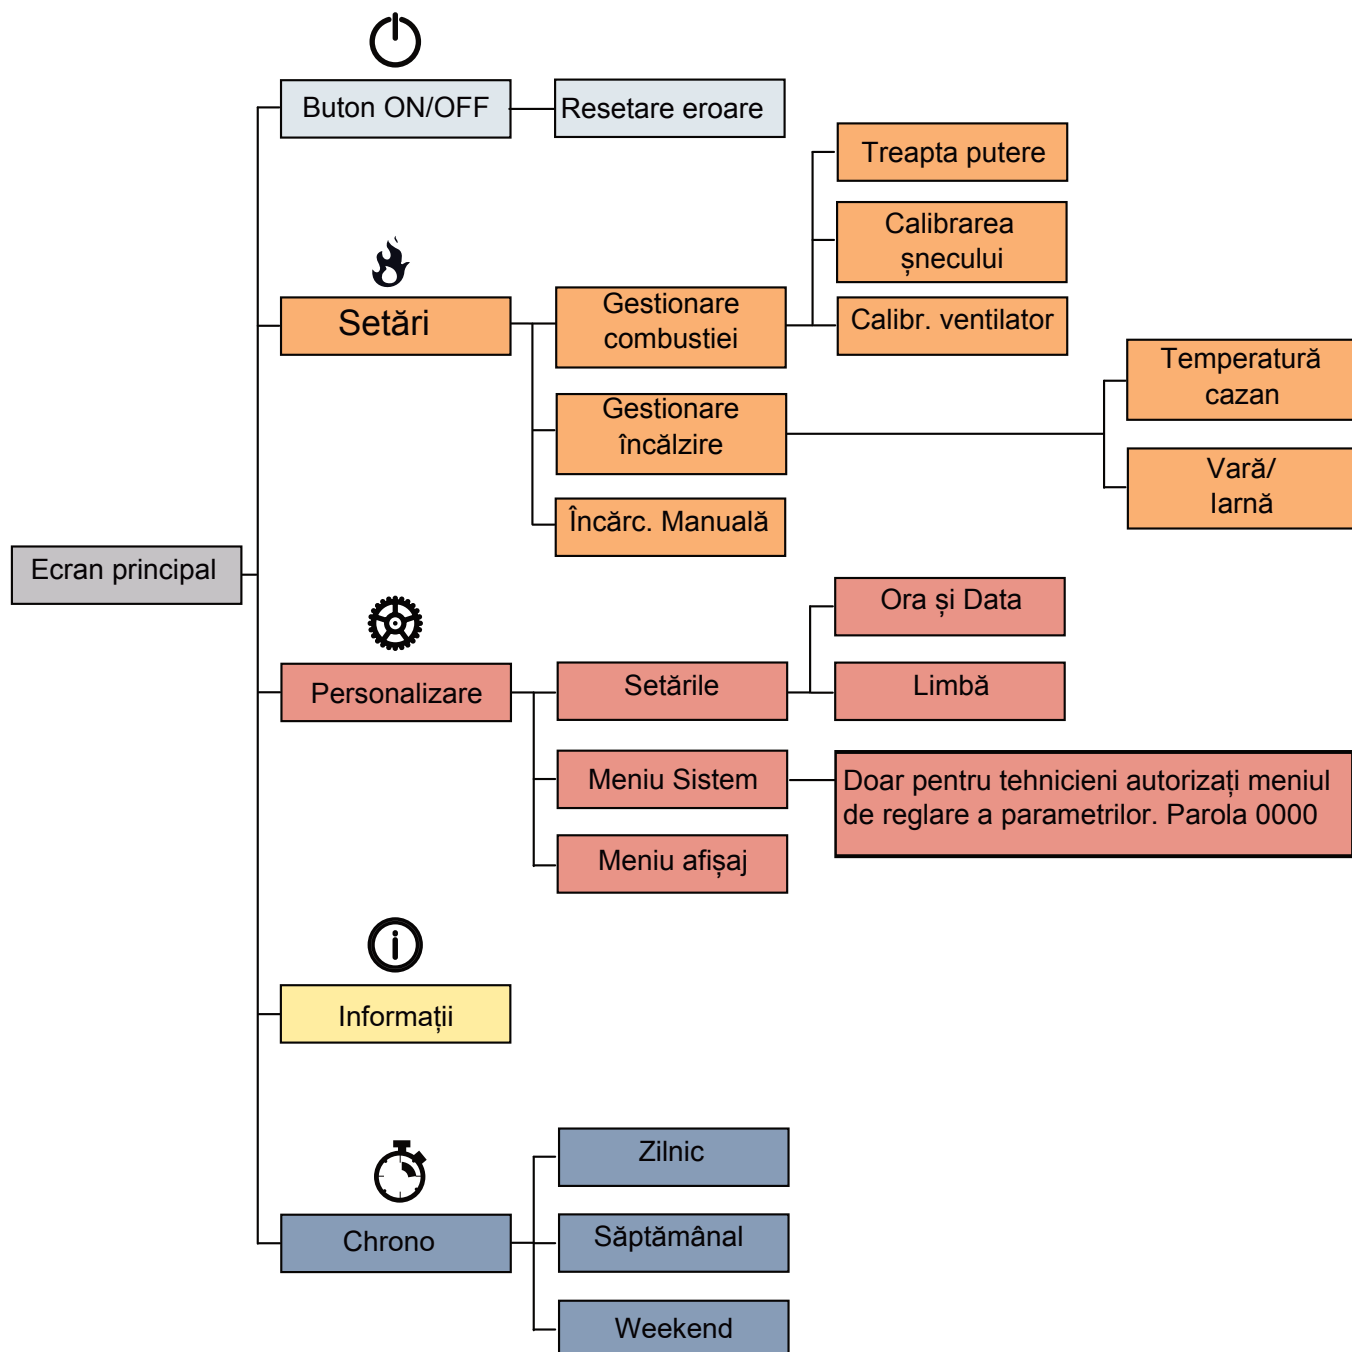 Buton ON/OFF
Resetare eroare
Treapta putere
Calibrarea
șnecului
Setări
Gestionare
combustiei
Calibr. ventilator
Temperatură
cazan
Gestionare
încălzire
Vară/
Iarnă
Încărc. Manuală
Ecran principal
Ora și Data
Personalizare
Setările
Limbă
Meniu Sistem
Doar pentru tehnicieni autorizați meniul
de reglare a parametrilor. Parola 0000
Meniu afișaj
Informații
Zilnic
Chrono
Săptămânal
Weekend